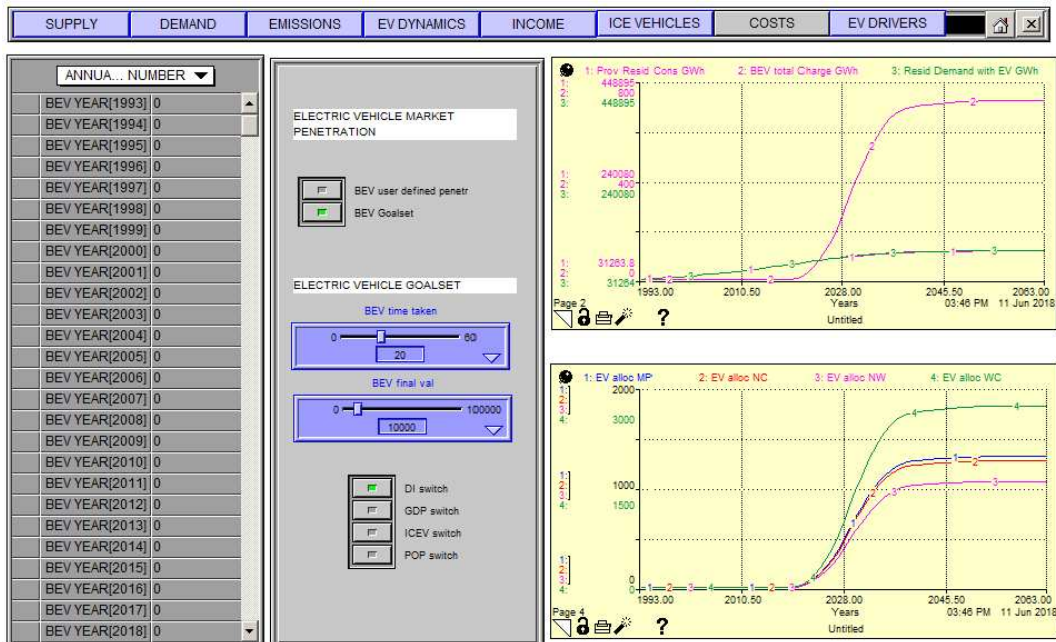 SUPPLY DEMAND EMISSIONS EV DYNAMICS INCOME ICE VEHICLES COSTS EV DRIVERS
ANNUA... NUMBER
BEV YEAR[1993] 0
BEV YEAR[1994] 0
BEV YEAR[1995] 0
BEV YEAR[1996] 0
BEV YEAR[1997] 0
BEV YEAR[1998] 0
BEV YEAR[1999] 0
BEV YEAR[2000] 0
BEV YEAR[2001] 0
BEV YEAR[2002] 0
BEV YEAR[2003] 0
BEV YEAR[2004] 0
BEV YEAR[2005] 0
BEV YEAR[2006] 0
BEV YEAR[2007] 0
BEV YEAR[2008] 0
BEV YEAR[2009] 0
BEV YEAR[2010] 0
BEV YEAR[2011] 0
BEV YEAR[2012] 0
BEV YEAR[2013] 0
BEV YEAR[2014] 0
BEV YEAR[2015] 0
BEV YEAR[2016] 0
BEV YEAR[2017] 0
BEV YEAR[2018] 0
ELECTRIC VEHICLE MARKET
PENETRATION
BEV user defined penetr
BEV Goalset
ELECTRIC VEHICLE GOALSET
BEV time taken
0 60
20
BEV final val
0 100000
10000
DI switch
GDP switch
ICEV switch
POP switch
1: Prov Resid Cons GWh 2: BEV total Charge GWh 3: Resid Demand with EV GWh
1: 448895
2: 800
3: 448895
1: 240080
2: 400
3: 240080
1: 31263.8
2: 0
3: 31264
1993.00 2010.50 2028.00 2045.50 2063.00
Page 2 Years 03:46 PM 11 Jun 2018
? Untitled
1: EV alloc MP 2: EV alloc NC 3: EV alloc NW 4: EV alloc WC
1:
2: 2000
3:
4: 3000
1:
2: 1000
3:
4: 1500
1:
2: 0
3:
4: 0
1993.00 2010.50 2028.00 2045.50 2063.00
Page 4 Years 03:46 PM 11 Jun 2018
? Untitled